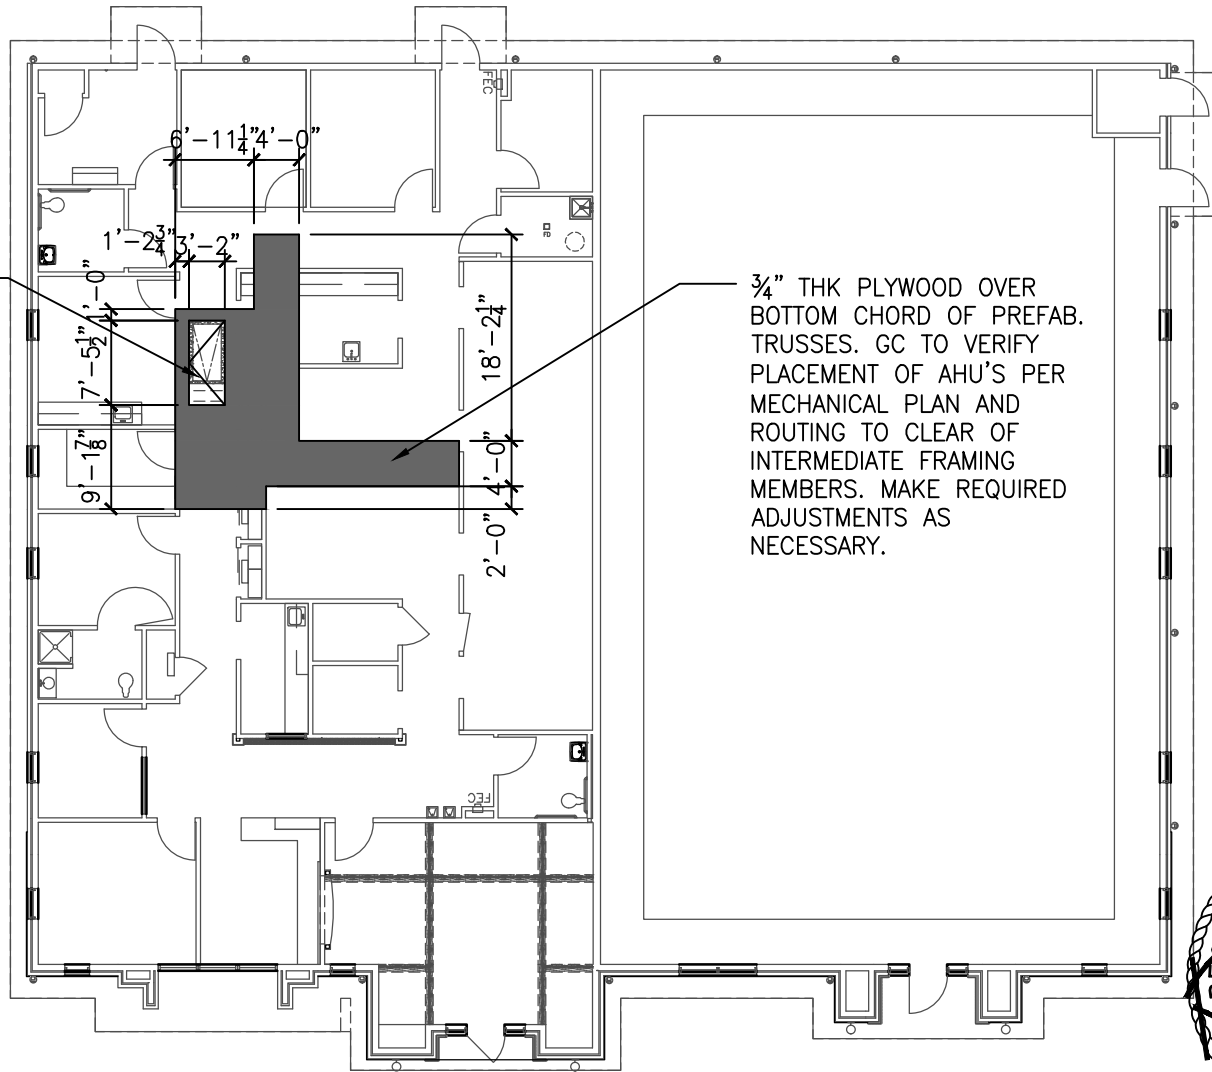 FEC
6'-11¼"
4'-0"
1'-2¾"
3'-2"
1'-0"
7'-5½"
9'-1⅞"
18'-2¼"
4'-0"
2'-0"
¾" THK PLYWOOD OVER
BOTTOM CHORD OF PREFAB.
TRUSSES. GC TO VERIFY
PLACEMENT OF AHU'S PER
MECHANICAL PLAN AND
ROUTING TO CLEAR OF
INTERMEDIATE FRAMING
MEMBERS. MAKE REQUIRED
ADJUSTMENTS AS
NECESSARY.
FEC